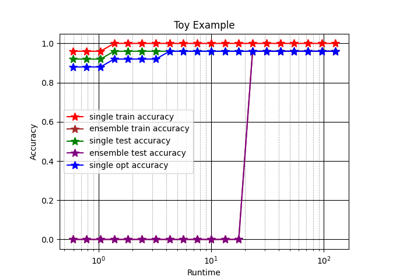 Toy Example
1.0
0.8
0.6
0.4
0.2
0.0
Accuracy
single train accuracy
ensemble train accuracy
single test accuracy
ensemble test accuracy
single opt accuracy
10⁰
10¹
10²
Runtime